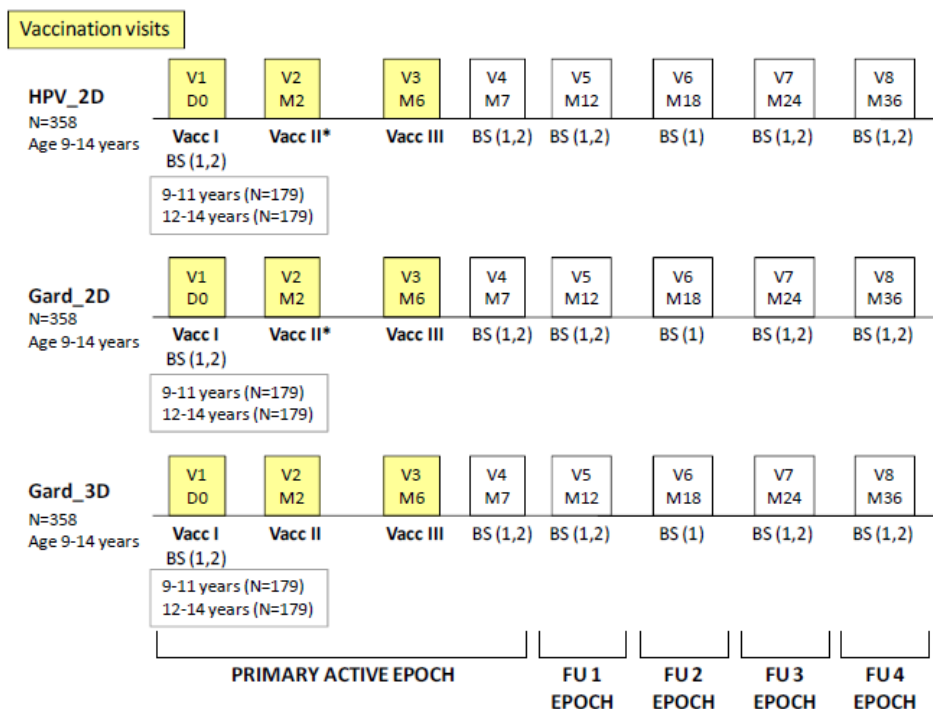 Vaccination visits
HPV_2D
N=358
Age 9-14 years
V1 V2 V3 V4 V5 V6 V7 V8
D0 M2 M6 M7 M12 M18 M24 M36
Vacc I Vacc II* Vacc III BS (1,2) BS (1,2) BS (1) BS (1,2) BS (1,2)
BS (1,2)
9-11 years (N=179)
12-14 years (N=179)
Gard_2D
N=358
Age 9-14 years
V1 V2 V3 V4 V5 V6 V7 V8
D0 M2 M6 M7 M12 M18 M24 M36
Vacc I Vacc II* Vacc III BS (1,2) BS (1,2) BS (1) BS (1,2) BS (1,2)
BS (1,2)
9-11 years (N=179)
12-14 years (N=179)
Gard_3D
N=358
Age 9-14 years
V1 V2 V3 V4 V5 V6 V7 V8
D0 M2 M6 M7 M12 M18 M24 M36
Vacc I Vacc II Vacc III BS (1,2) BS (1,2) BS (1) BS (1,2) BS (1,2)
BS (1,2)
9-11 years (N=179)
12-14 years (N=179)
PRIMARY ACTIVE EPOCH FU 1 FU 2 FU 3 FU 4
EPOCH EPOCH EPOCH EPOCH